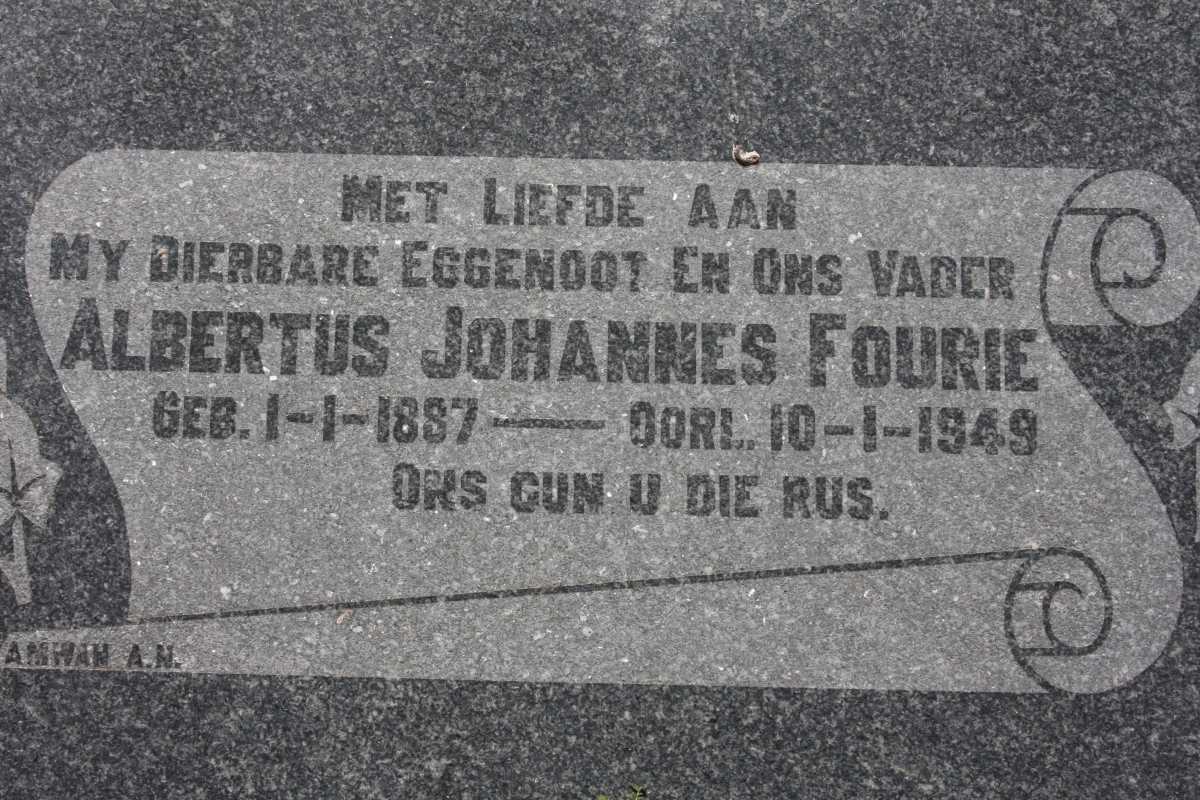 MET LIEFDE AAN
MY DIERBARE EGGENOOT EN ONS VADER
ALBERTUS JOHANNES FOURIE
GEB. 1-1-1887 — OORL. 10-1-1949
ONS GUN U DIE RUS.
A.N.